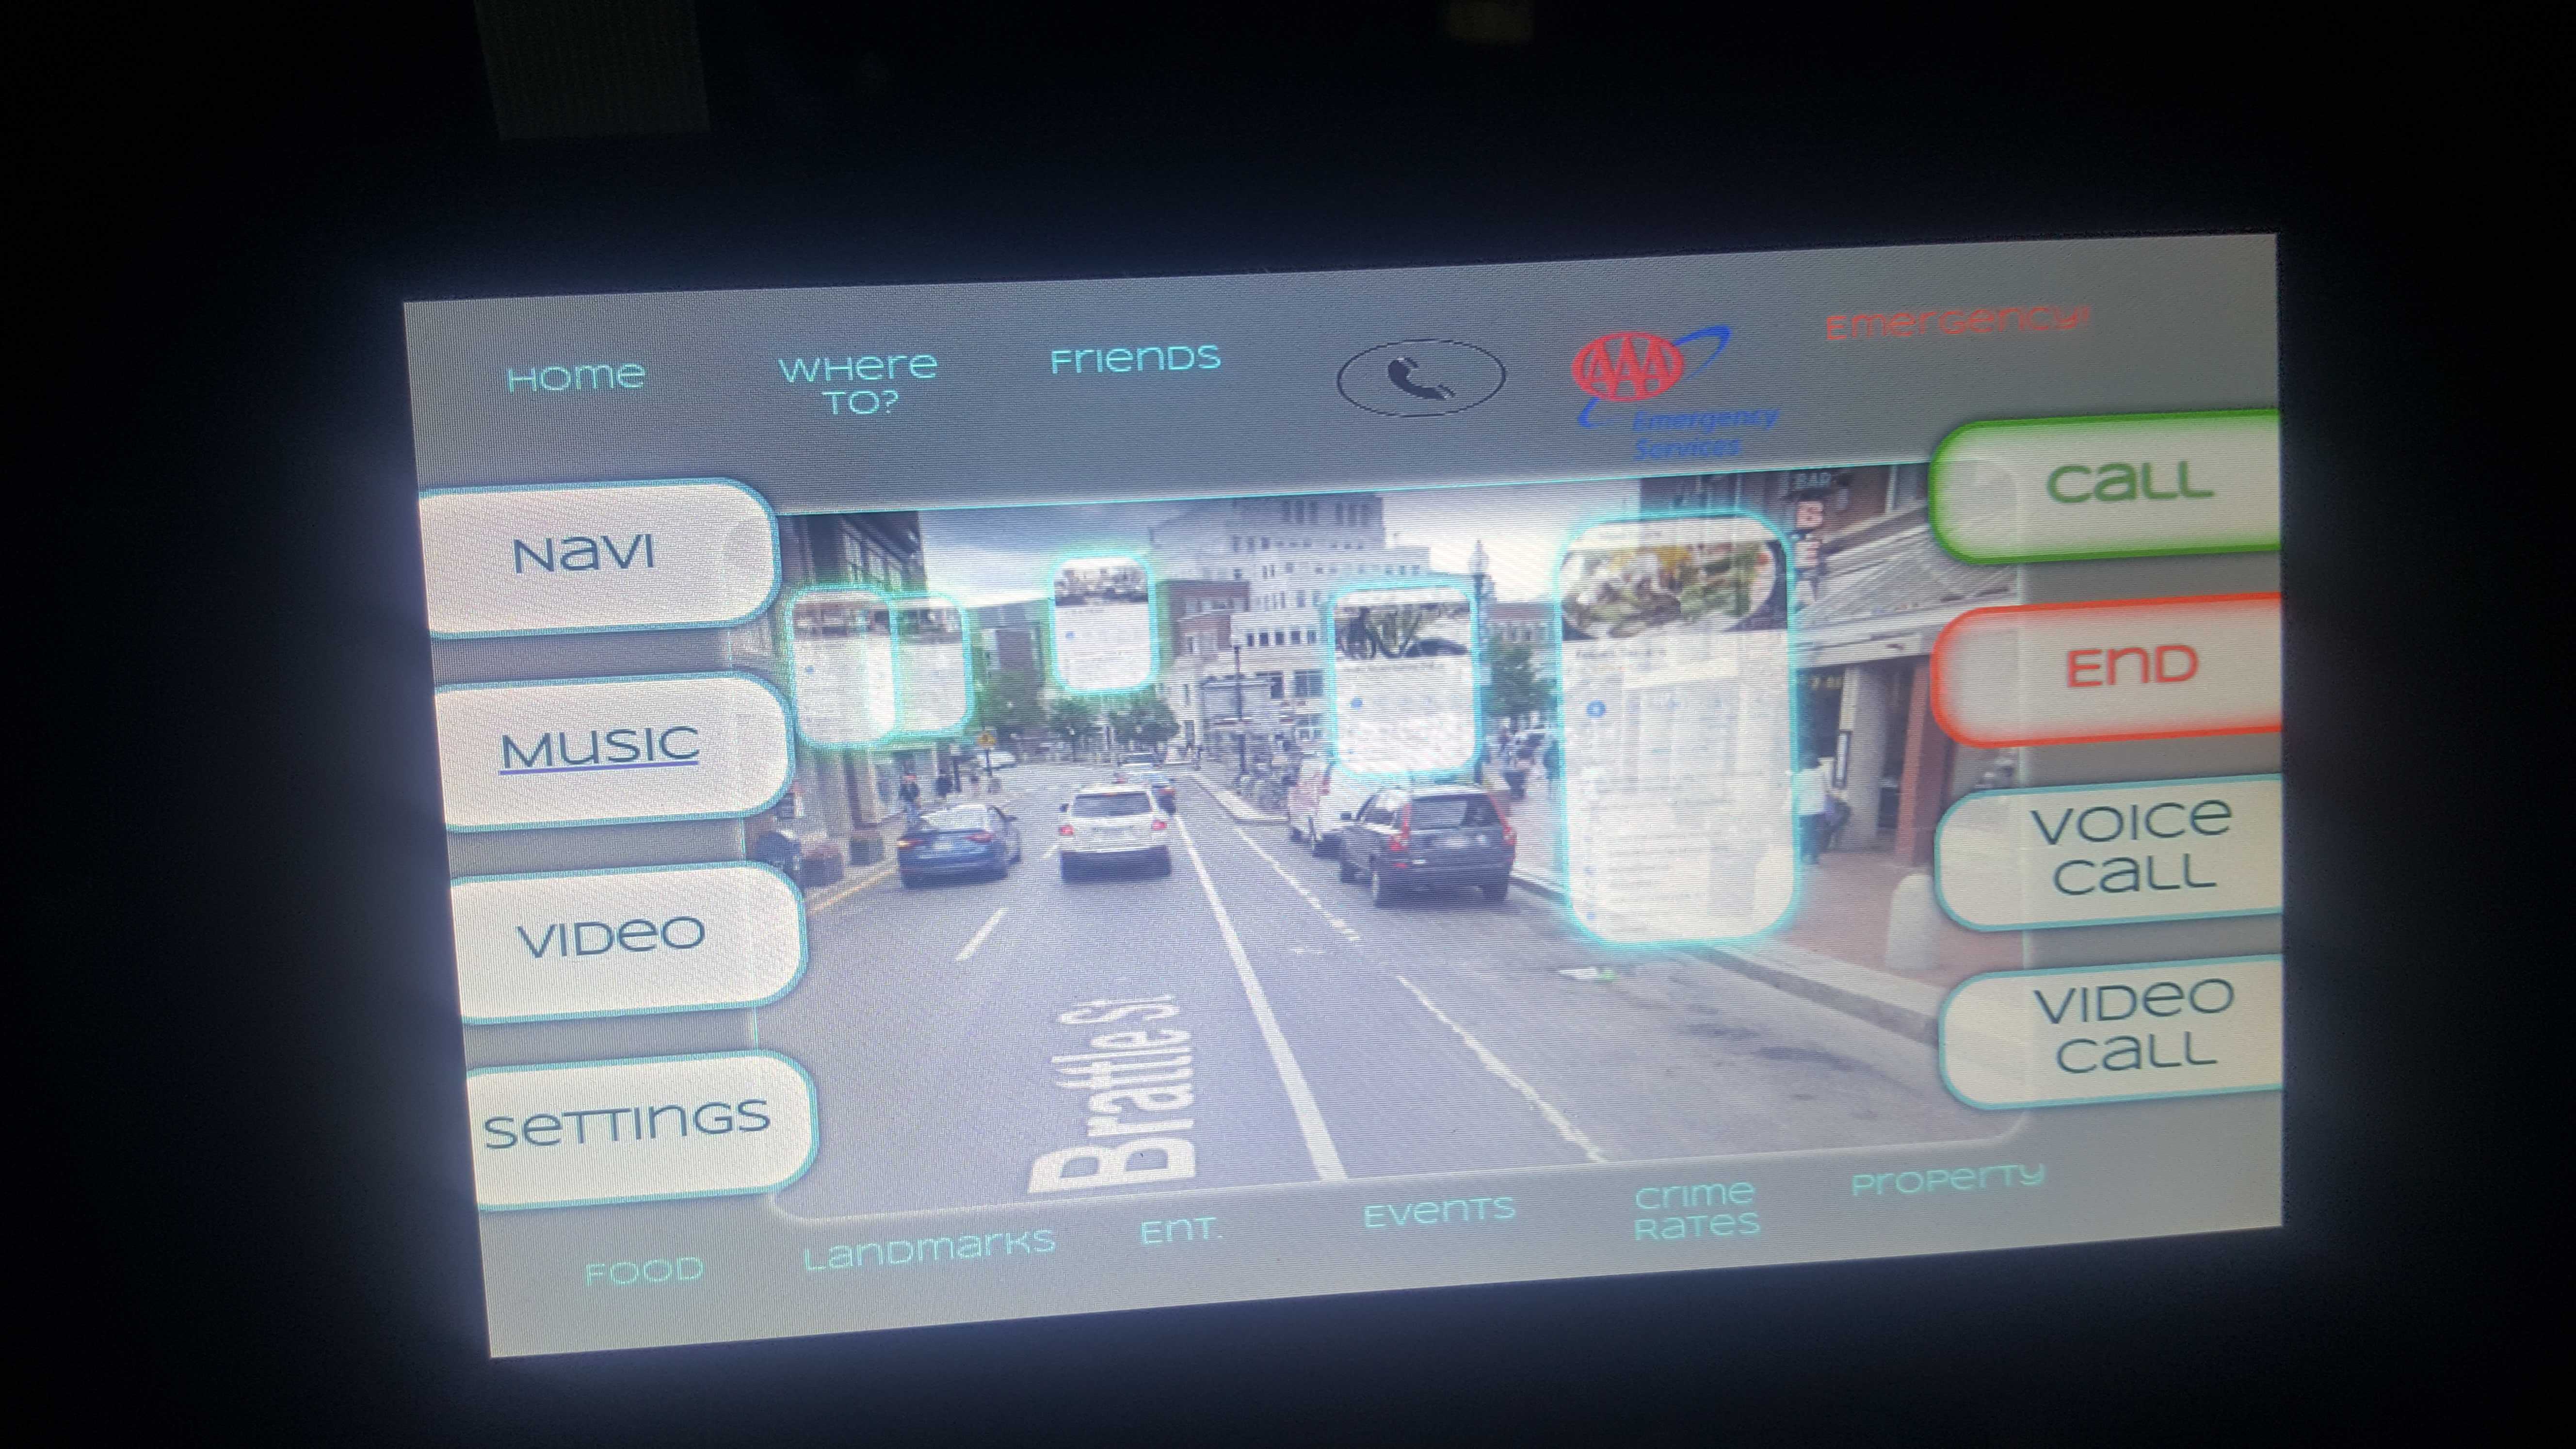 Home
WHere
TO?
Friends
AAA
Emergency
Services
Emergency!
Navi
Music
Video
Settings
Call
End
Voice
Call
Video
Call
BAR
Brattle St
Food
Landmarks
Ent.
Events
Crime
Rates
Property